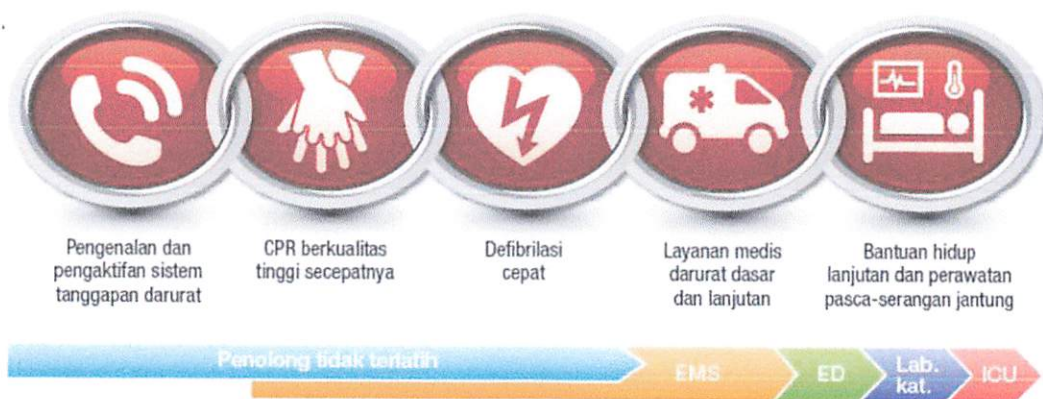 Pengenalan dan
pengaktifan sistem
tanggapan darurat
CPR berkualitas
tinggi secepatnya
Defibrilasi
cepat
Layanan medis
darurat dasar
dan lanjutan
Bantuan hidup
lanjutan dan perawatan
pasca-serangan jantung
Penolong tidak terlatih
EMS
ED
Lab.
kat.
ICU